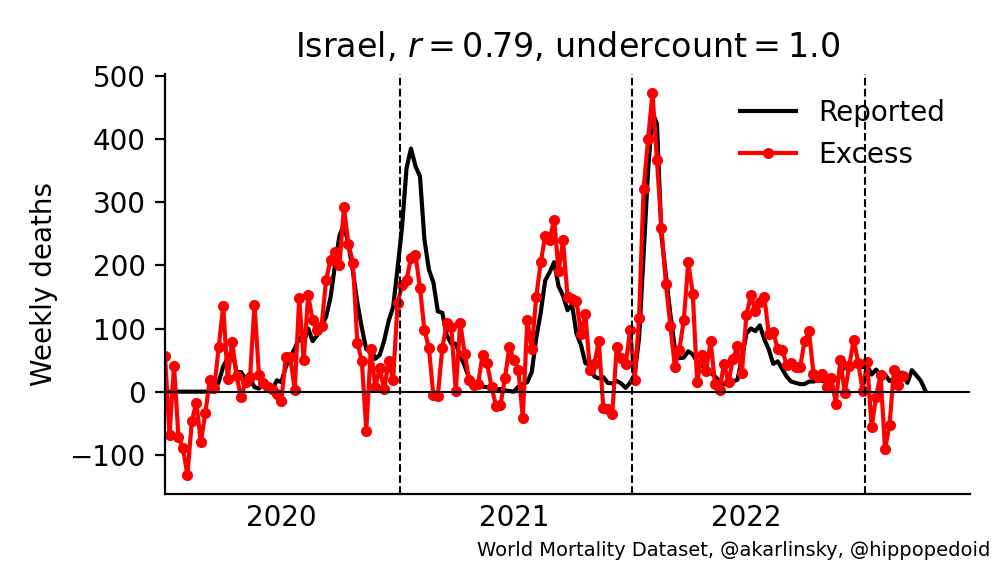 Israel, r = 0.79, undercount = 1.0
500
400
300
200
100
0
−100
Weekly deaths
Reported
Excess
2020 2021 2022
World Mortality Dataset, @akarlinsky, @hippopedoid